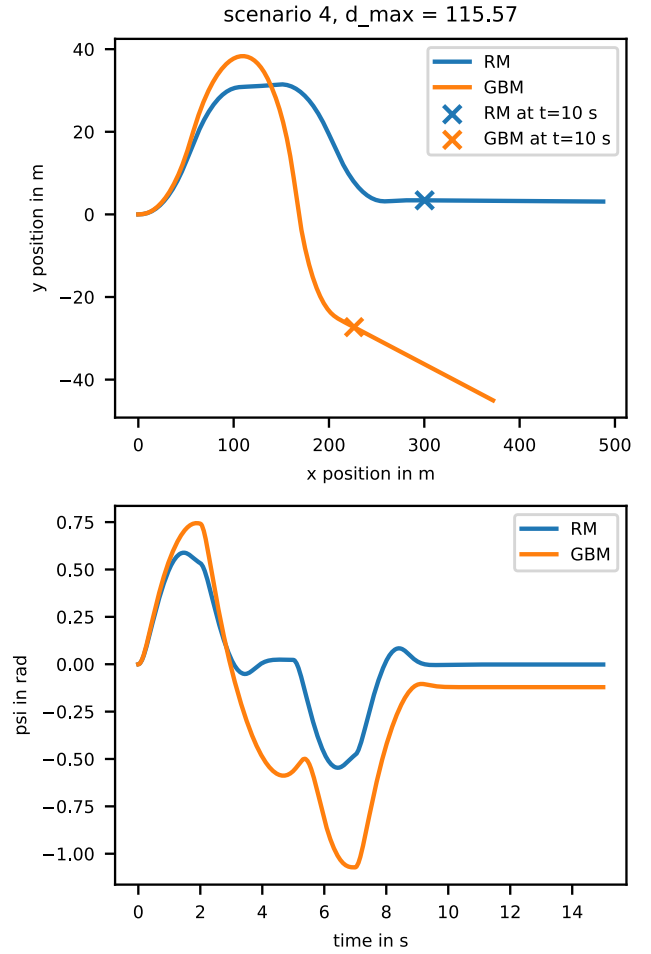 scenario 4, d_max = 115.57
40
20
0
−20
−40
y position in m
RM
GBM
RM at t=10 s
GBM at t=10 s
0 100 200 300 400 500
x position in m
0.75
0.50
0.25
0.00
−0.25
−0.50
−0.75
−1.00
psi in rad
RM
GBM
0 2 4 6 8 10 12 14
time in s